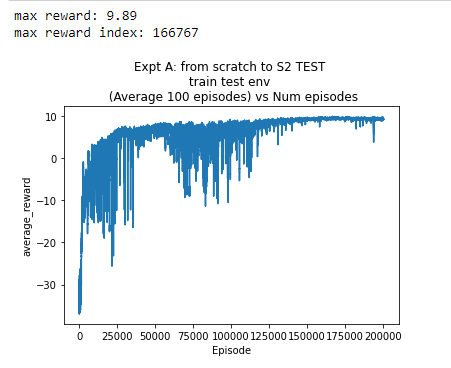 max reward: 9.89
max reward index: 166767
Expt A: from scratch to S2 TEST
train test env
(Average 100 episodes) vs Num episodes
10
0
−10
−20
−30
average_reward
0 25000 50000 75000 100000 125000 150000 175000 200000
Episode